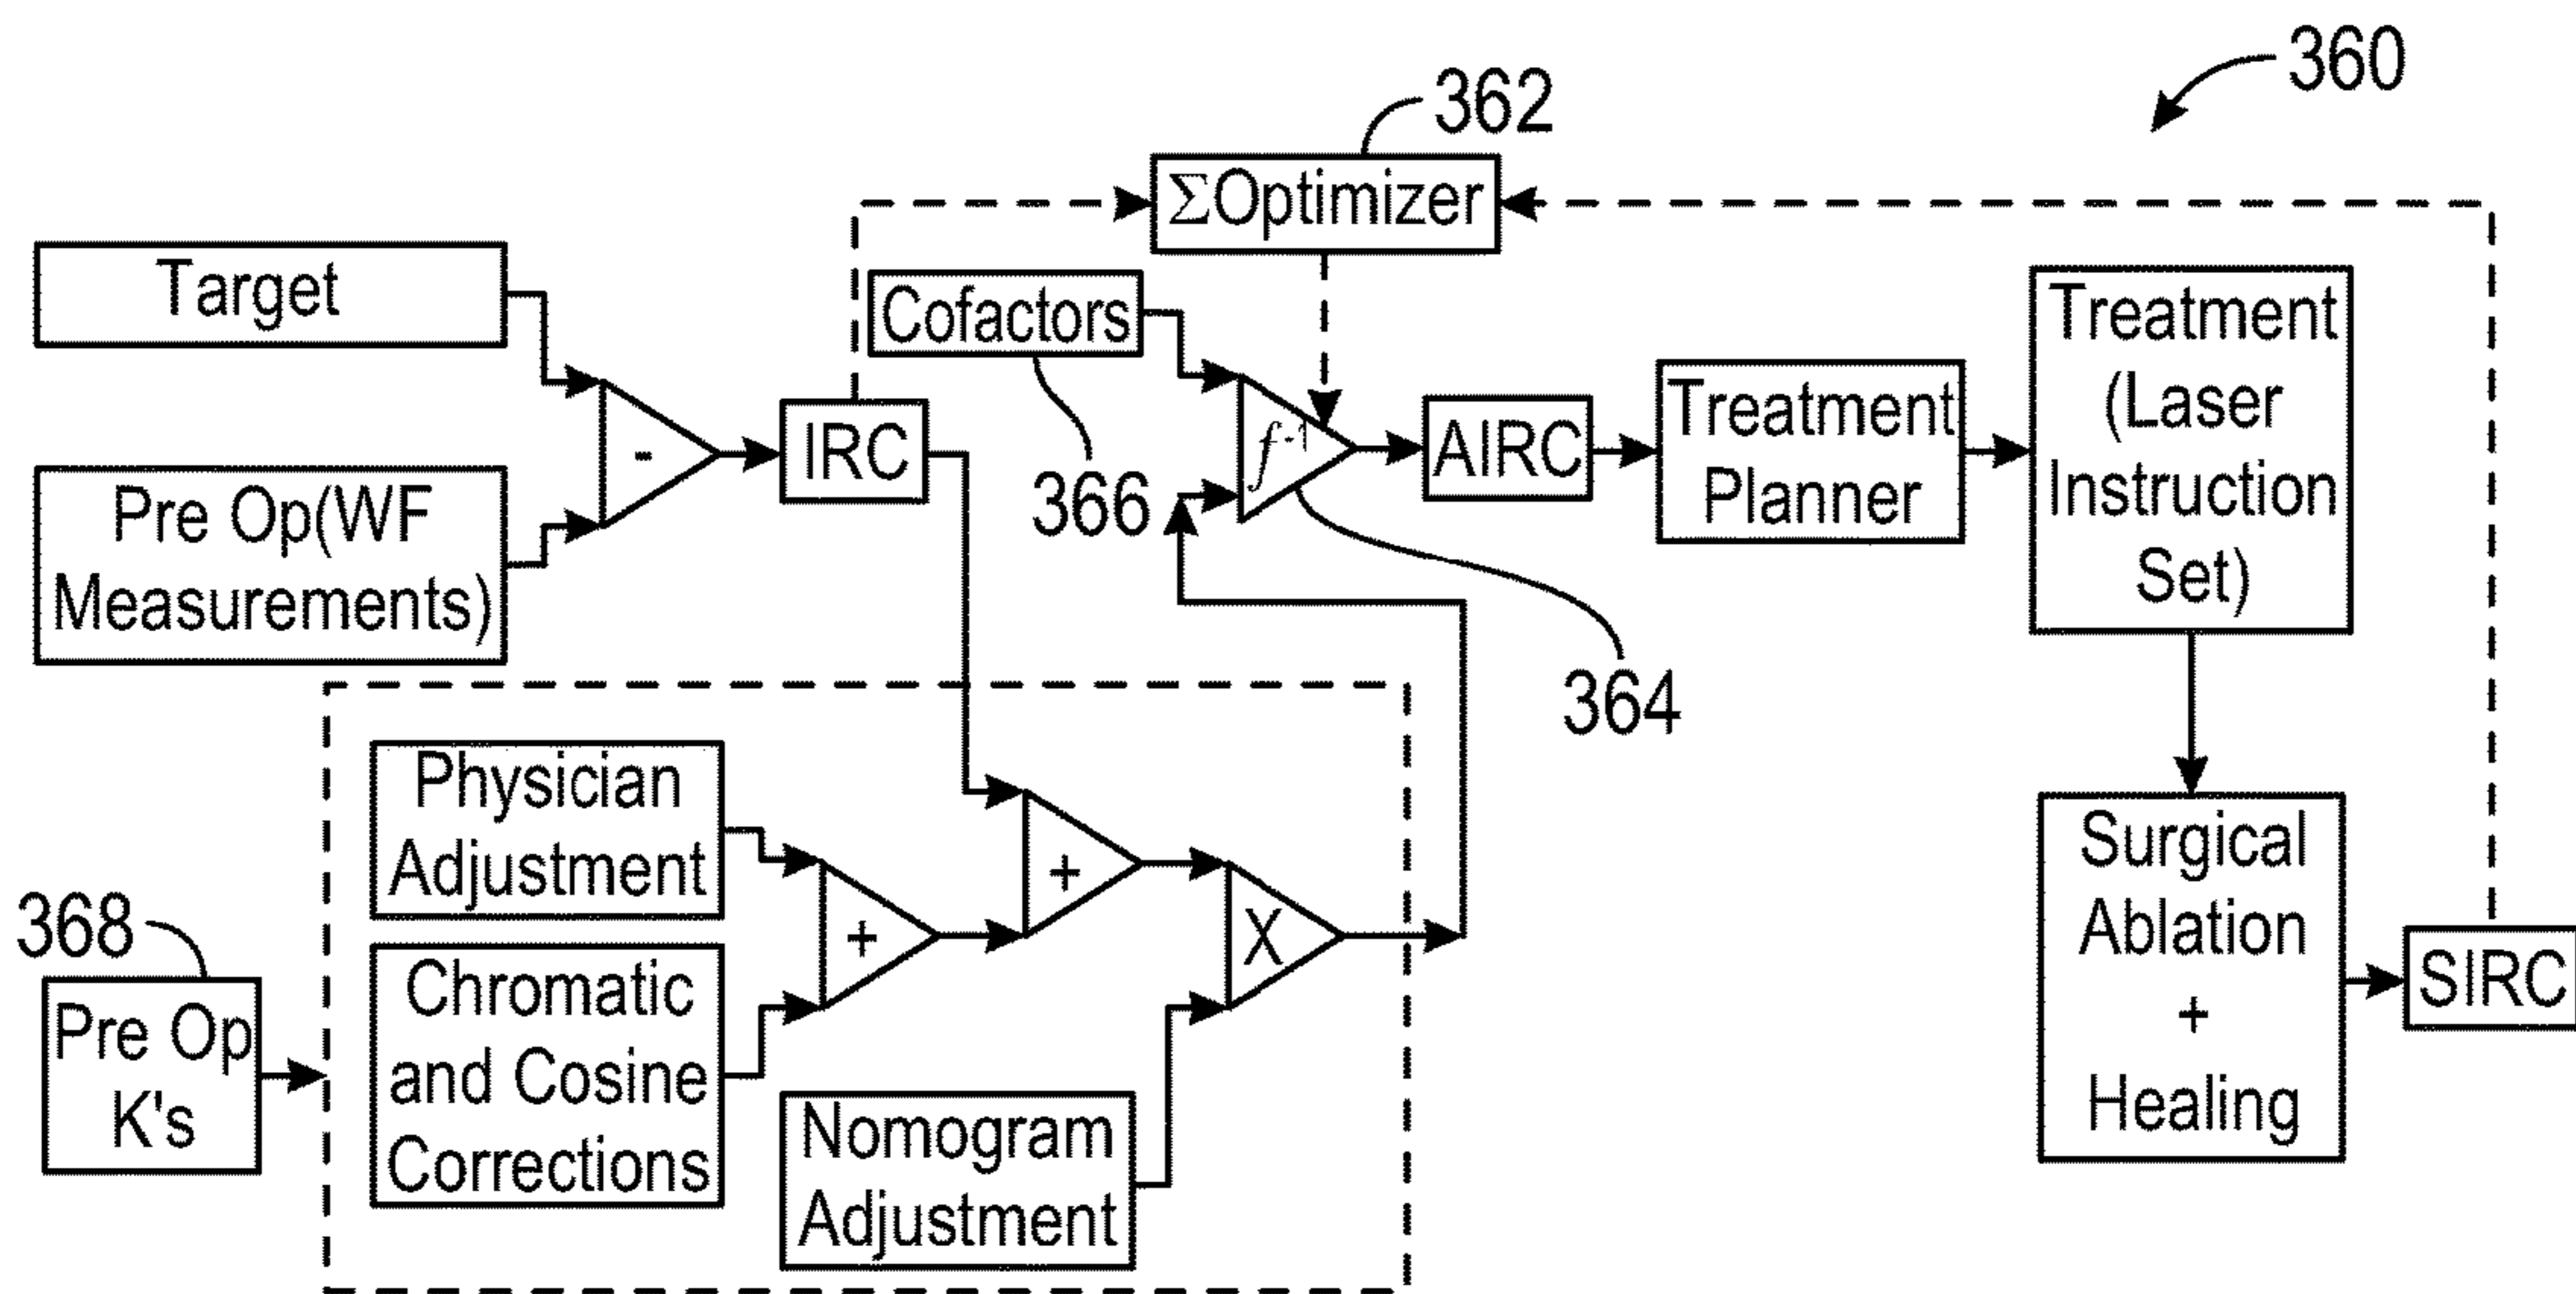 360
362
ΣOptimizer
Target
Cofactors
Treatment
(Laser
Instruction
Set)
Pre Op(WF
Measurements)
-
IRC
366
f-1
AIRC
Treatment
Planner
364
Physician
Adjustment
+
+
X
Surgical
Ablation
+
Healing
SIRC
368
Pre Op
K's
Chromatic
and Cosine
Corrections
Nomogram
Adjustment